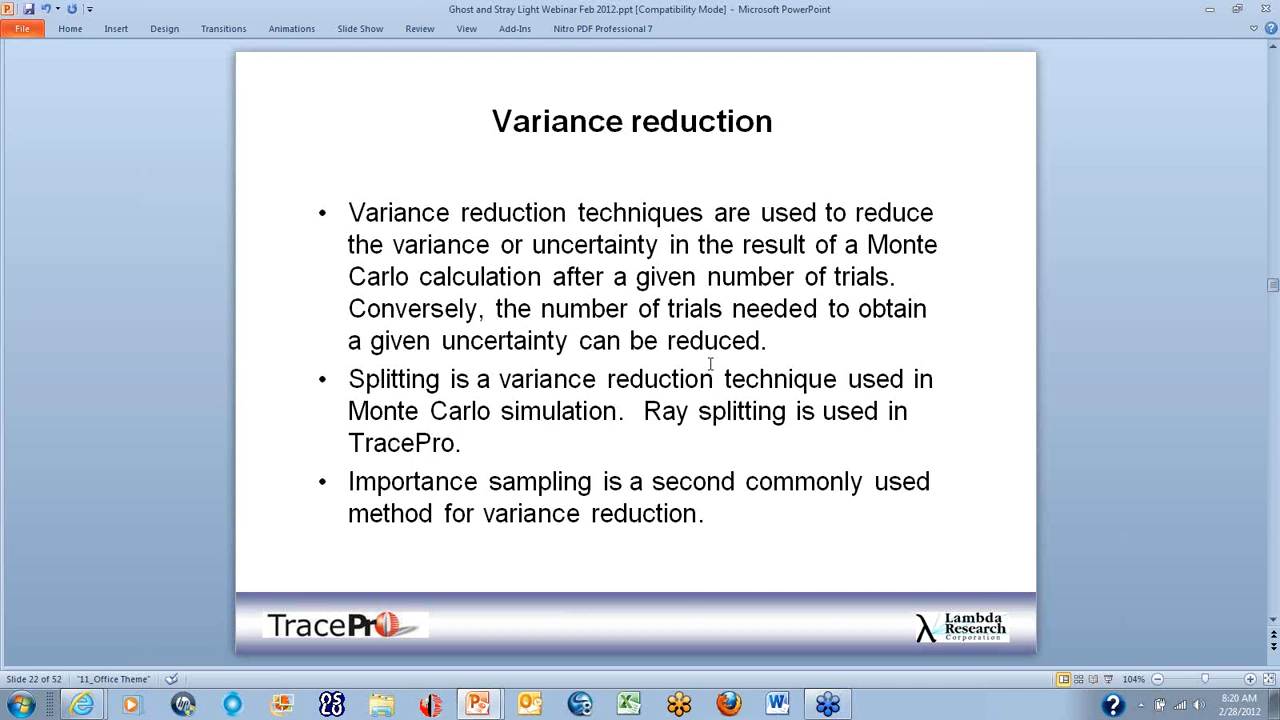 Ghost and Stray Light Webinar Feb 2012.ppt [Compatibility Mode] - Microsoft PowerPoint
File Home Insert Design Transitions Animations Slide Show Review View Add-Ins Nitro PDF Professional 7
Variance reduction
• Variance reduction techniques are used to reduce
the variance or uncertainty in the result of a Monte
Carlo calculation after a given number of trials.
Conversely, the number of trials needed to obtain
a given uncertainty can be reduced.
• Splitting is a variance reduction technique used in
Monte Carlo simulation. Ray splitting is used in
TracePro.
• Importance sampling is a second commonly used
method for variance reduction.
TracePro
λ Lambda
Research
Corporation
Slide 22 of 52 "11_Office Theme" 104%
8:20 AM
2/28/2012